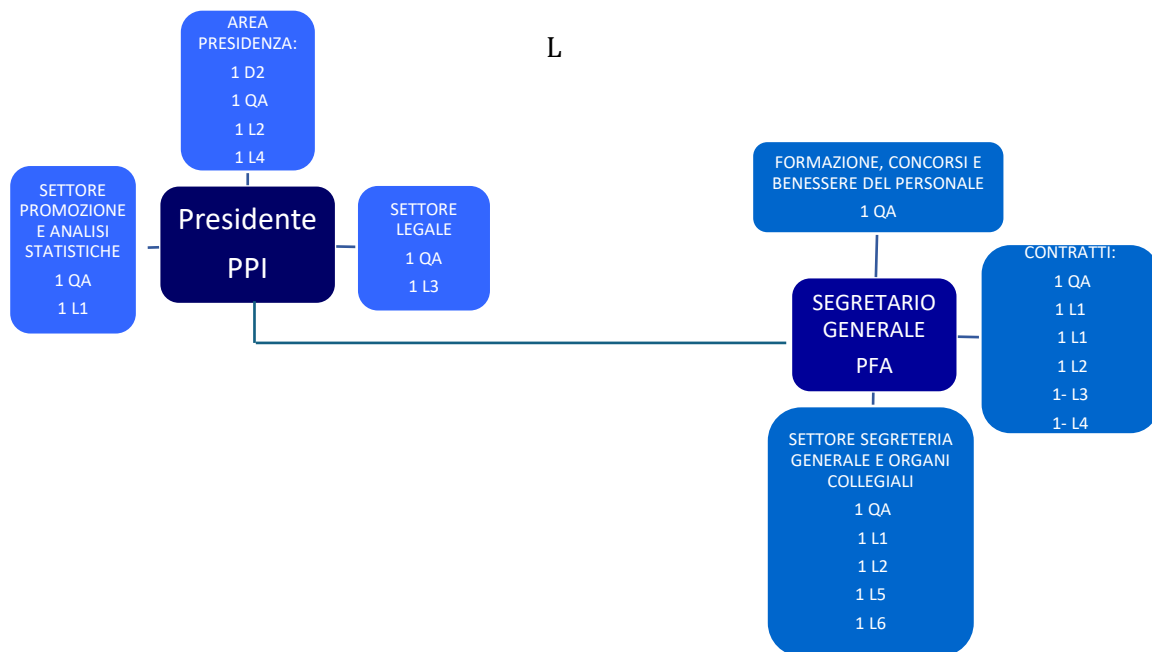 AREA
PRESIDENZA:
1 D2
1 QA
1 L2
1 L4
L
SETTORE
PROMOZIONE
E ANALISI
STATISTICHE
1 QA
1 L1
Presidente
PPI
SETTORE
LEGALE
1 QA
1 L3
FORMAZIONE, CONCORSI E
BENESSERE DEL PERSONALE
1 QA
SEGRETARIO
GENERALE
PFA
CONTRATTI:
1 QA
1 L1
1 L1
1 L2
1- L3
1- L4
SETTORE SEGRETERIA
GENERALE E ORGANI
COLLEGIALI
1 QA
1 L1
1 L2
1 L5
1 L6